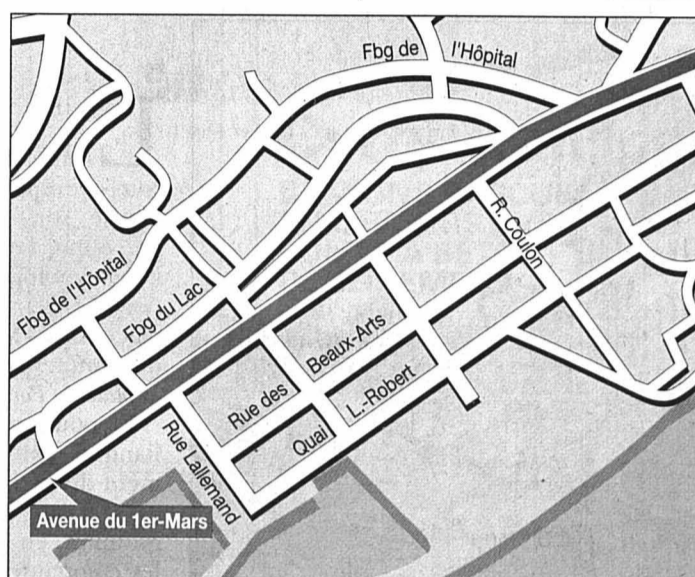 Fbg de l'Hôpital
R. Coulon
Fbg de l'Hôpital
Fbg du Lac
Rue des Beaux-Arts
Quai L.-Robert
Rue Lallemand
Avenue du 1er-Mars